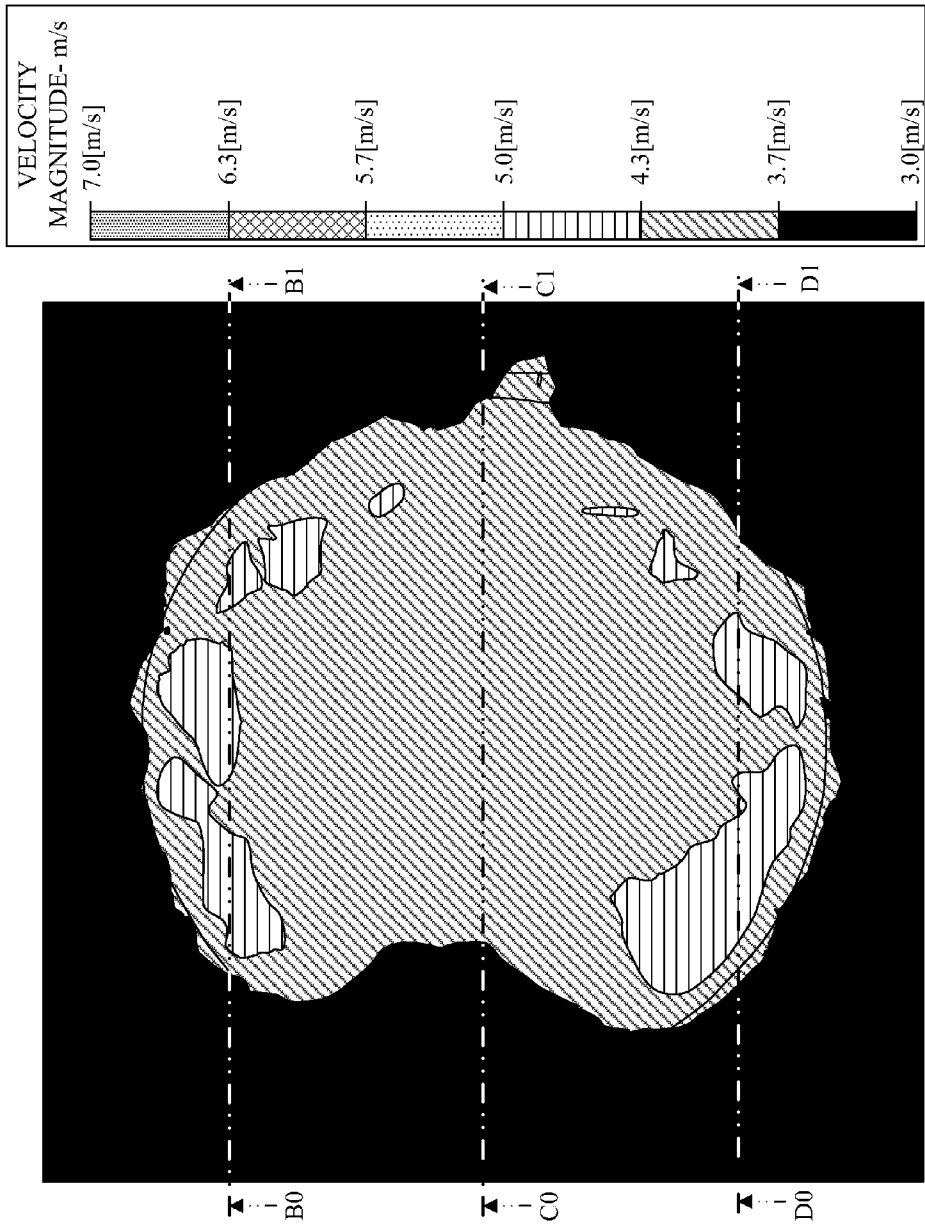 VELOCITY
MAGNITUDE- m/s
7.0[m/s]
6.3[m/s]
5.7[m/s]
5.0[m/s]
4.3[m/s]
3.7[m/s]
3.0[m/s]
B1
C1
D1
B0
C0
D0